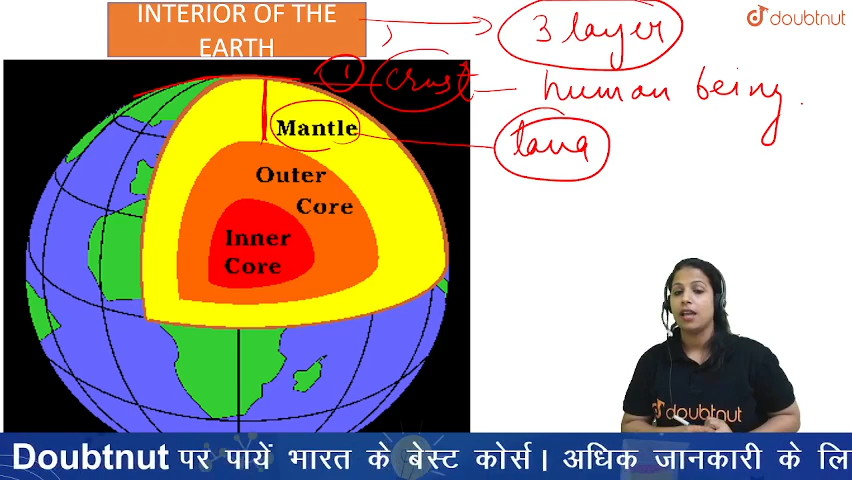 INTERIOR OF THE
EARTH
3 layer
doubtnut
① Crust
human being.
Mantle
lava
Outer
Core
Inner
Core
doubtnut
Doubtnut पर पायें भारत के बेस्ट कोर्स। अधिक जानकारी के लि